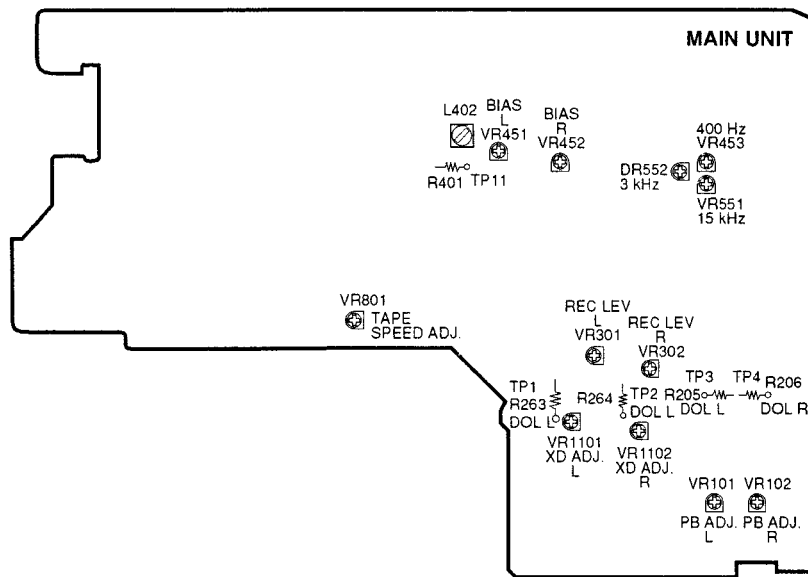 MAIN UNIT
L402
BIAS
L
VR451
BIAS
R
VR452
R401
TP11
400 Hz
VR453
DR552
3 kHz
VR551
15 kHz
VR801
TAPE
SPEED ADJ.
REC LEV
L
VR301
REC LEV
R
VR302
TP1
R263
DOL L
R264
TP2
DOL L
TP3
R205
DOL L
TP4
R206
DOL R
VR1101
XD ADJ.
L
VR1102
XD ADJ.
R
VR101
PB ADJ.
L
VR102
PB ADJ.
R